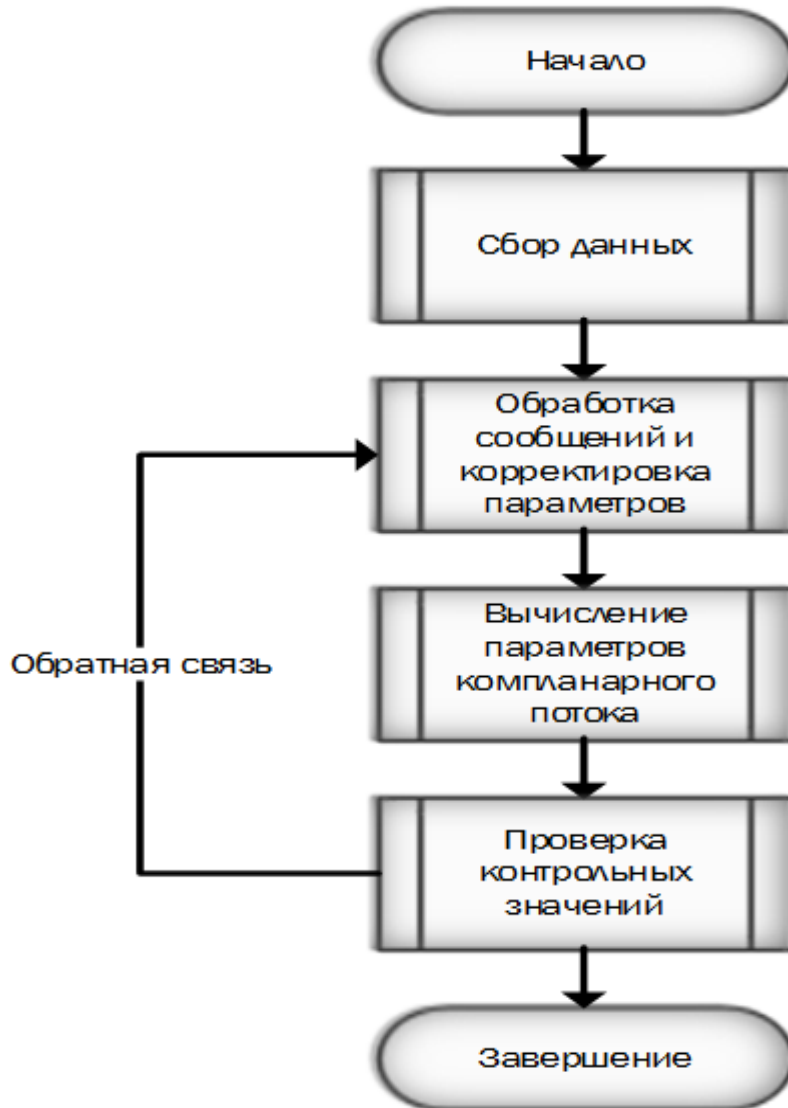 Начало
Сбор данных
Обработка
сообщений и
корректировка
параметров
Вычисление
параметров
компланарного
потока
Обратная связь
Проверка
контрольных
значений
Завершение